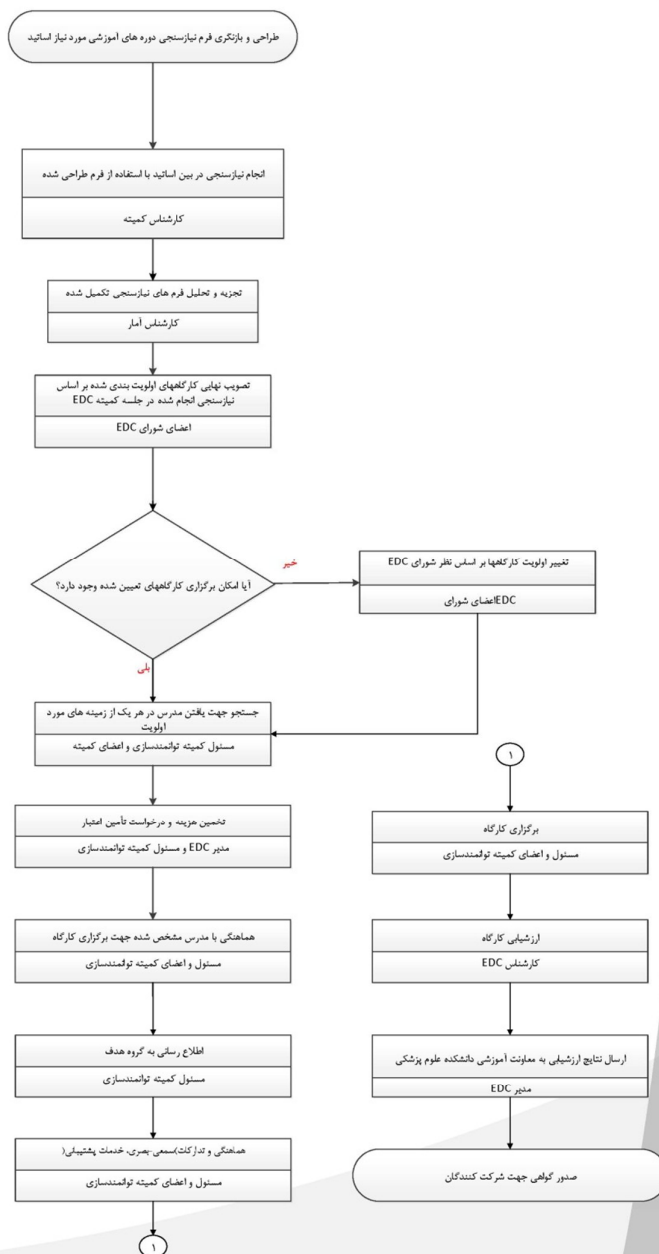 طراحی و بازنگری فرم نیازسنجی دوره های آموزشی مورد نیاز اساتید
انجام نیازسنجی در بین اساتید با استفاده از فرم طراحی شده
کارشناس کمیته
تجزیه و تحلیل فرم های نیازسنجی تکمیل شده
کارشناس آمار
تصویب نهایی کارگاههای اولویت بندی شده بر اساس
نیازسنجی انجام شده در جلسه کمیته EDC
اعضای شورای EDC
آیا امکان برگزاری کارگاههای تعیین شده وجود دارد؟
خیر
تغییر اولویت کارگاهها بر اساس نظر شورای EDC
EDCاعضای شورای
بلی
جستجو جهت یافتن مدرس در هر یک از زمینه های مورد
اولویت
مسئول کمیته توانمندسازی و اعضای کمیته
تخمین هزینه و درخواست تأمین اعتبار
مدیر EDC و مسئول کمیته توانمندسازی
هماهنگی با مدرس مشخص شده جهت برگزاری کارگاه
مسئول و اعضای کمیته توانمندسازی
اطلاع رسانی به گروه هدف
مسئول کمیته توانمندسازی
هماهنگی و تدارکات)سمعی-بصری، خدمات پشتیبانی(
مسئول و اعضای کمیته توانمندسازی
۱
۱
برگزاری کارگاه
مسئول و اعضای کمیته توانمندسازی
ارزشیابی کارگاه
کارشناس EDC
ارسال نتایج ارزشیابی به معاونت آموزشی دانشکده علوم پزشکی
مدیر EDC
صدور گواهی جهت شرکت کنندگان